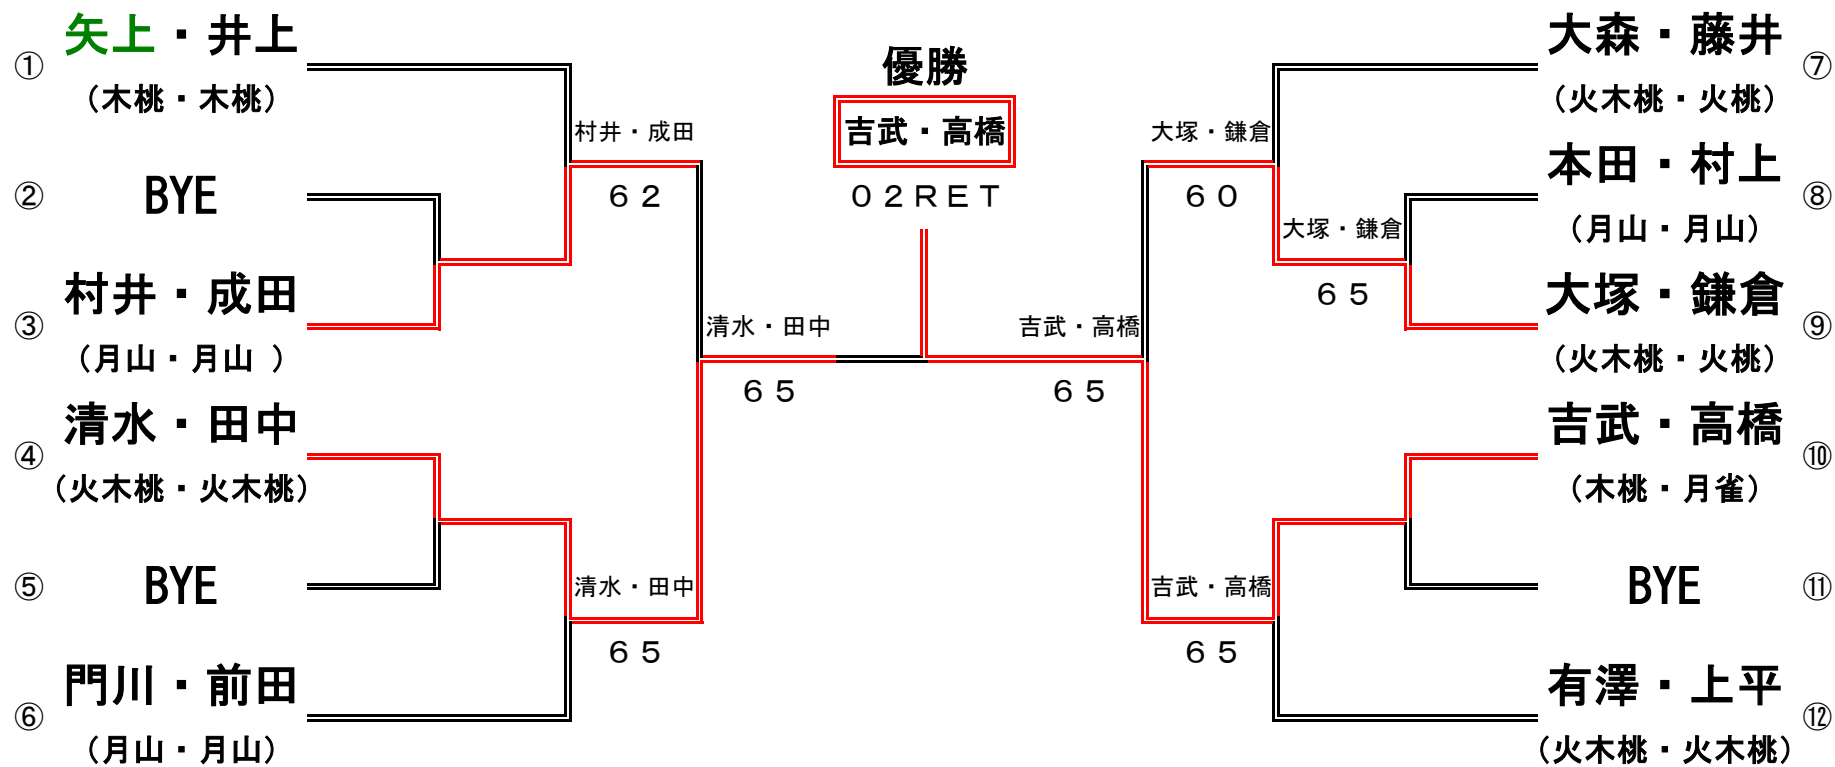 ① 矢上・井上
（木桃・木桃）
② BYE
③ 村井・成田
（月山・月山 ）
④ 清水・田中
（火木桃・火木桃）
⑤ BYE
⑥ 門川・前田
（月山・月山）
村井・成田
６２
清水・田中
６５
清水・田中
６５
優勝
吉武・高橋
０２ＲＥＴ
吉武・高橋
６５
大塚・鎌倉
６０
大塚・鎌倉
６５
吉武・高橋
６５
大森・藤井 ⑦
（火木桃・火桃）
本田・村上 ⑧
（月山・月山）
大塚・鎌倉 ⑨
（火木桃・火桃）
吉武・高橋 ⑩
（木桃・月雀）
BYE ⑪
有澤・上平 ⑫
（火木桃・火木桃）